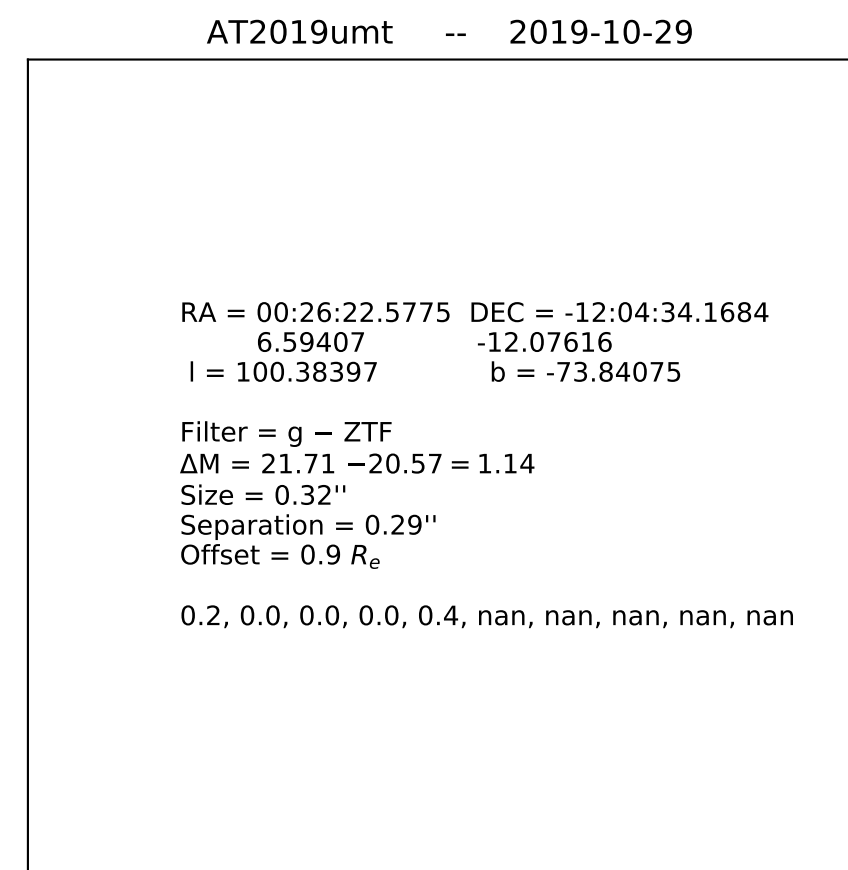 AT2019umt -- 2019-10-29
RA = 00:26:22.5775 DEC = -12:04:34.1684
6.59407 -12.07616
l = 100.38397 b = -73.84075
Filter = g − ZTF
ΔM = 21.71 −20.57 = 1.14
Size = 0.32''
Separation = 0.29''
Offset = 0.9 Rₑ
0.2, 0.0, 0.0, 0.0, 0.4, nan, nan, nan, nan, nan